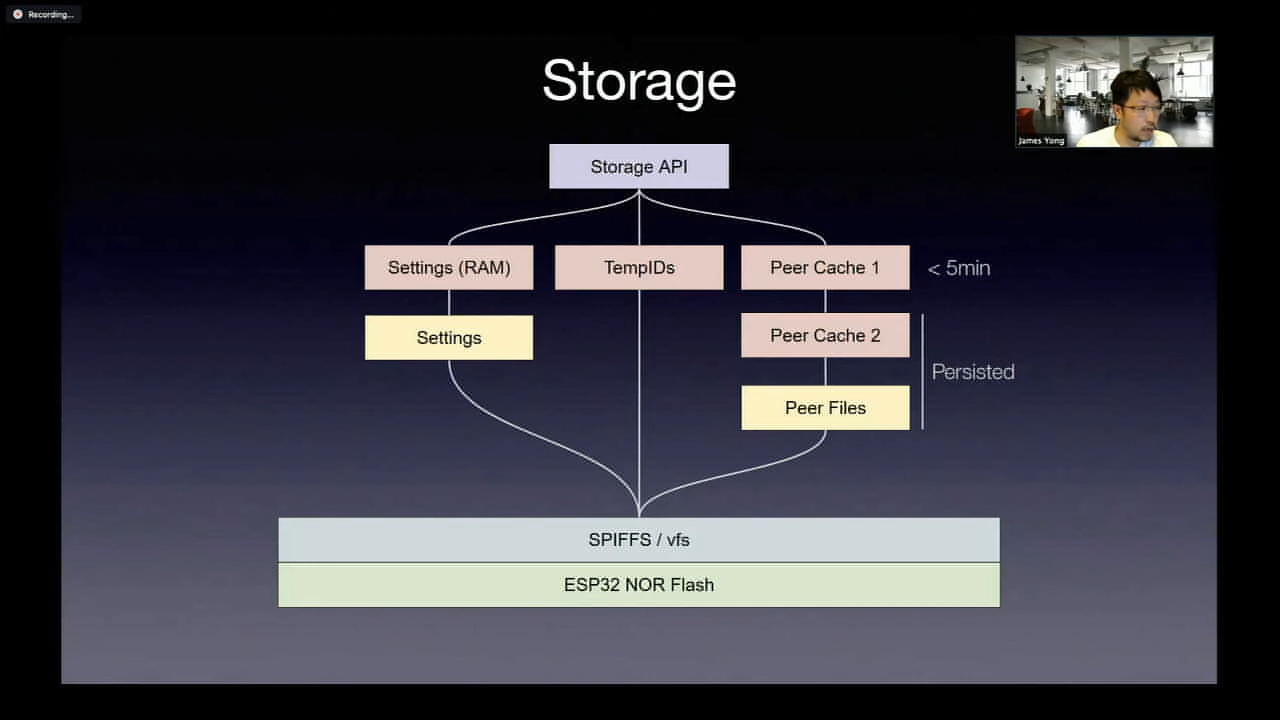 Recording...
Storage
James Yong
Storage API
Settings (RAM)
TempIDs
Peer Cache 1
< 5min
Settings
Peer Cache 2
Persisted
Peer Files
SPIFFS / vfs
ESP32 NOR Flash